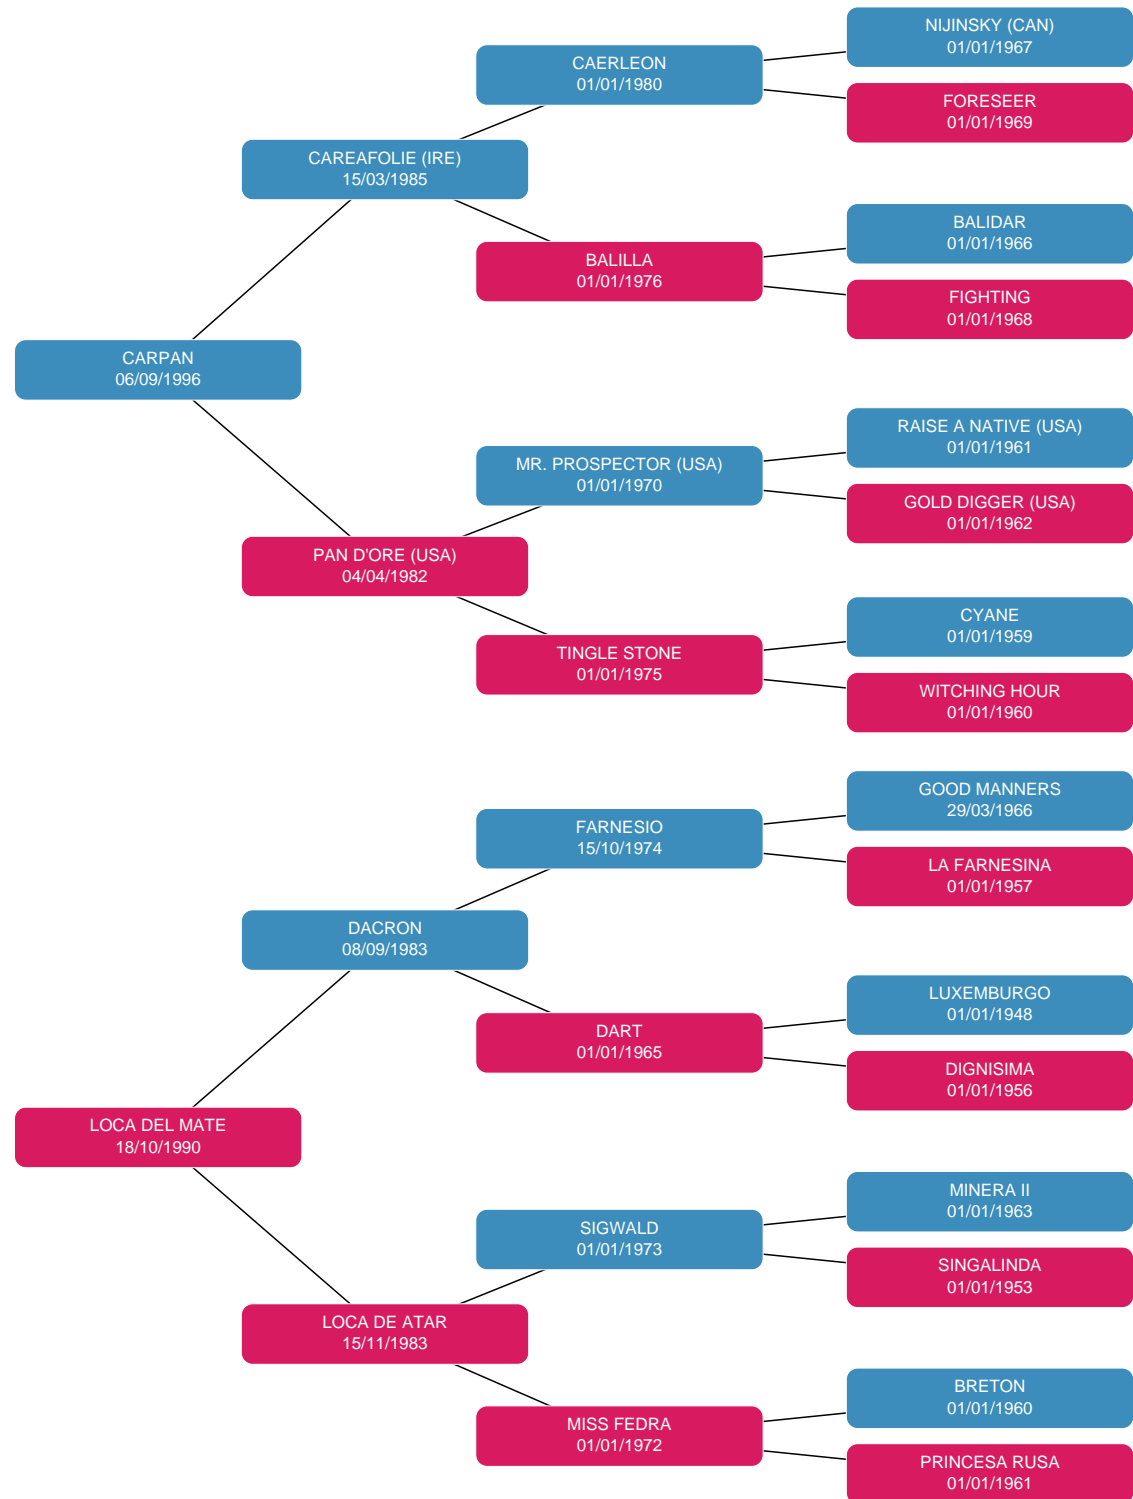 NIJINSKY (CAN)
01/01/1967
CAERLEON
01/01/1980
FORESEER
01/01/1969
CAREAFOLIE (IRE)
15/03/1985
BALIDAR
01/01/1966
BALILLA
01/01/1976
FIGHTING
01/01/1968
CARPAN
06/09/1996
RAISE A NATIVE (USA)
01/01/1961
MR. PROSPECTOR (USA)
01/01/1970
GOLD DIGGER (USA)
01/01/1962
PAN D'ORE (USA)
04/04/1982
CYANE
01/01/1959
TINGLE STONE
01/01/1975
WITCHING HOUR
01/01/1960
GOOD MANNERS
29/03/1966
FARNESIO
15/10/1974
LA FARNESINA
01/01/1957
DACRON
08/09/1983
LUXEMBURGO
01/01/1948
DART
01/01/1965
DIGNISIMA
01/01/1956
LOCA DEL MATE
18/10/1990
MINERA II
01/01/1963
SIGWALD
01/01/1973
SINGALINDA
01/01/1953
LOCA DE ATAR
15/11/1983
BRETON
01/01/1960
MISS FEDRA
01/01/1972
PRINCESA RUSA
01/01/1961